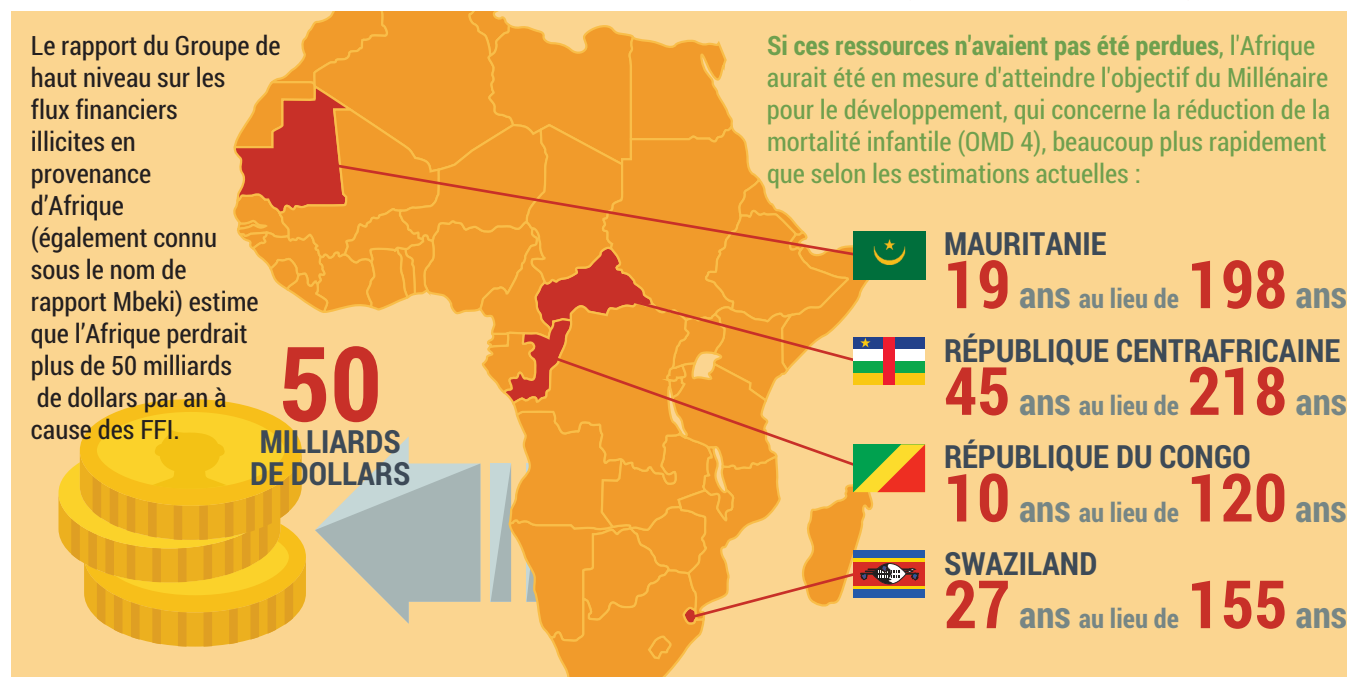 Le rapport du Groupe de
haut niveau sur les
flux financiers
illicites en
provenance
d'Afrique
(également connu
sous le nom de
rapport Mbeki) estime
que l'Afrique perdrait
plus de 50 milliards
de dollars par an à
cause des FFI.
50
MILLIARDS
DE DOLLARS
Si ces ressources n'avaient pas été perdues, l'Afrique
aurait été en mesure d'atteindre l'objectif du Millénaire
pour le développement, qui concerne la réduction de la
mortalité infantile (OMD 4), beaucoup plus rapidement
que selon les estimations actuelles :
MAURITANIE
19 ans au lieu de 198 ans
RÉPUBLIQUE CENTRAFRICAINE
45 ans au lieu de 218 ans
RÉPUBLIQUE DU CONGO
10 ans au lieu de 120 ans
SWAZILAND
27 ans au lieu de 155 ans